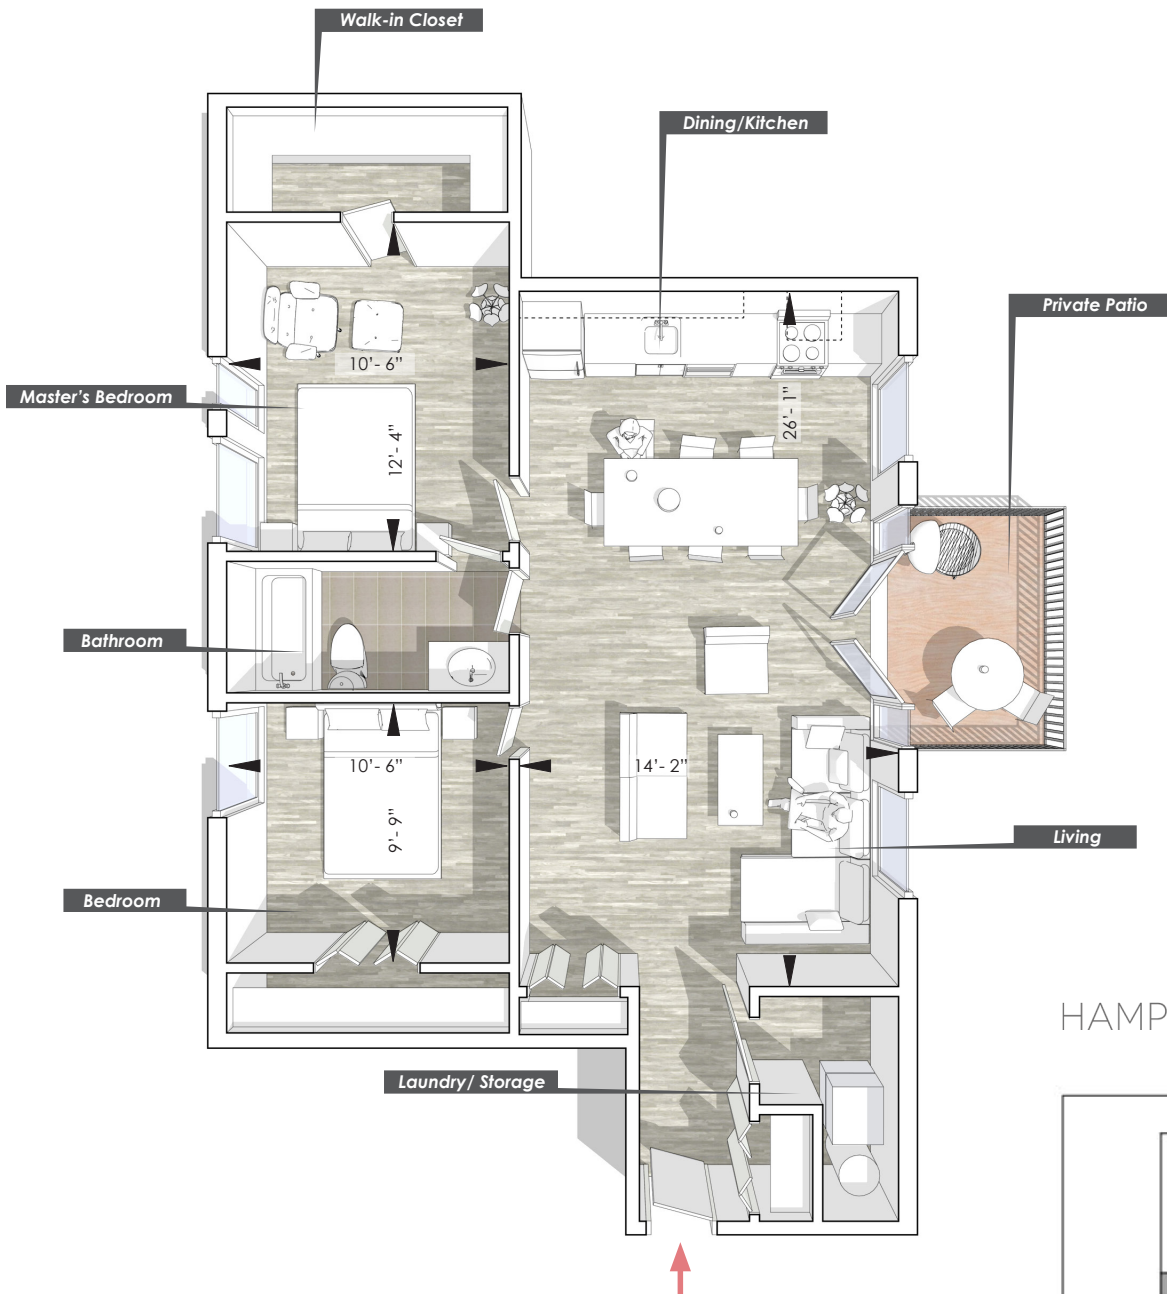 Walk-in Closet
Dining/Kitchen
Private Patio
10'- 6"
Master's Bedroom
12'- 4"
26'- 1"
Bathroom
10'- 6"
14'- 2"
9'- 9"
Living
Bedroom
HAMP
Laundry/ Storage